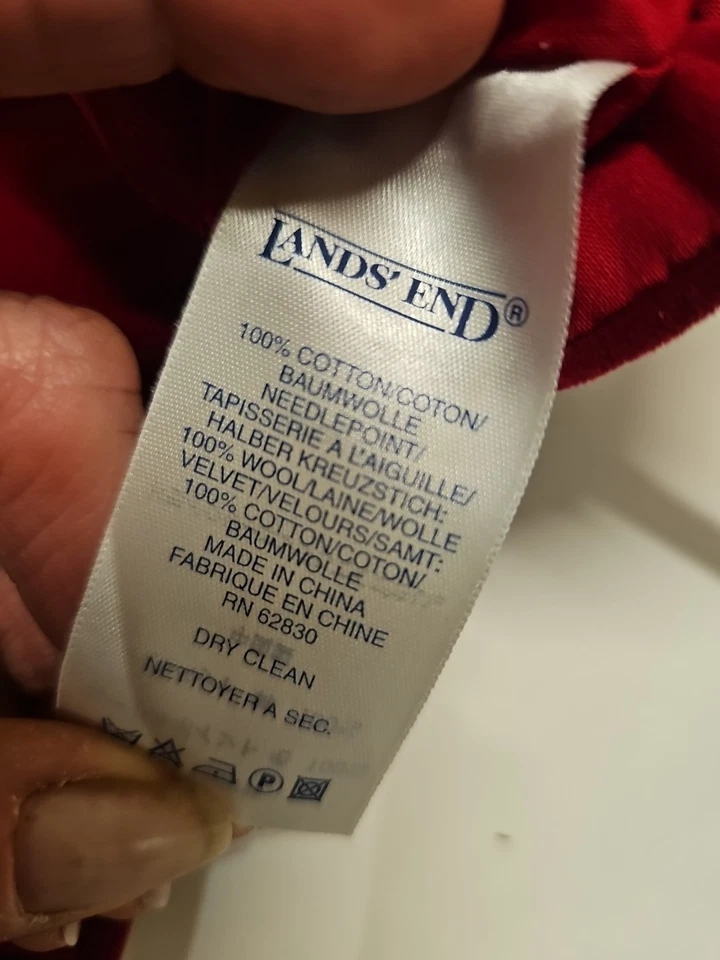 LANDS' END®
100% COTTON/COTON/
BAUMWOLLE
NEEDLEPOINT/
TAPISSERIE A L'AIGUILLE/
HALBER KREUZSTICH:
100% WOOL/LAINE/WOLLE
VELVET/VELOURS/SAMT:
100% COTTON/COTON/
BAUMWOLLE
MADE IN CHINA
FABRIQUE EN CHINE
RN 62830
DRY CLEAN
NETTOYER A SEC.
P